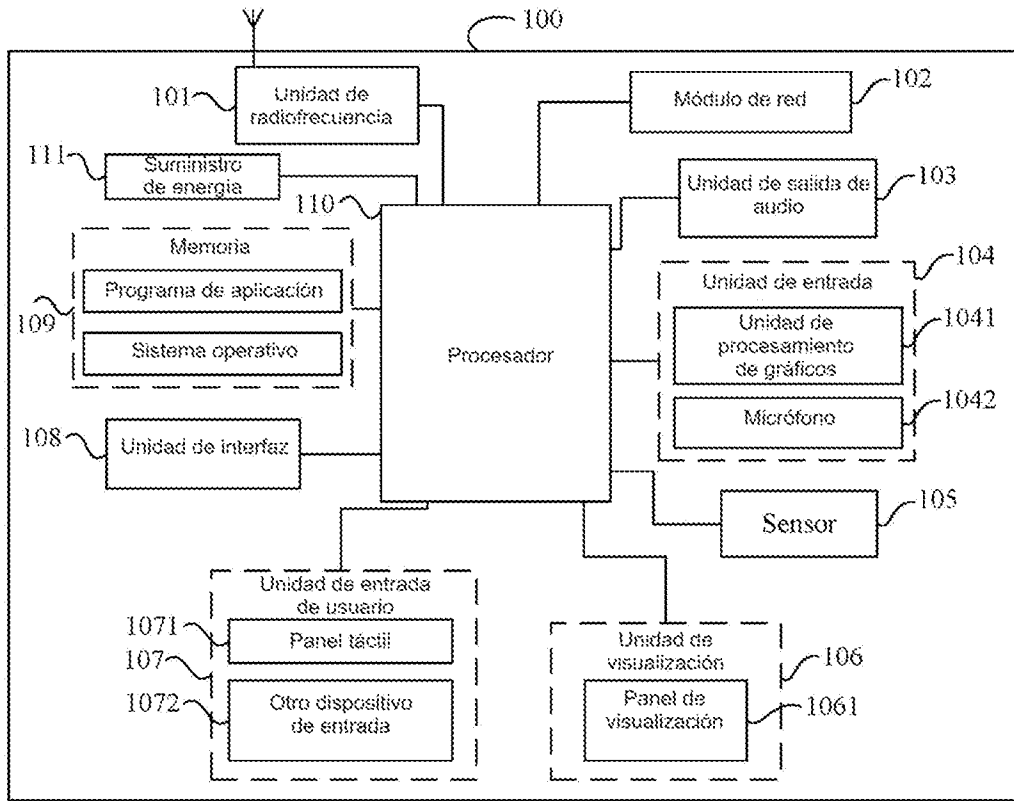 100
101
Unidad de
radiofrecuencia
Módulo de red
102
111
Suministro
de energía
110
Unidad de salida de
audio
103
Memoria
Programa de aplicación
Sistema operativo
109
Procesador
Unidad de entrada
104
Unidad de
procesamiento
de gráficos
1041
Micrófono
1042
108
Unidad de interfaz
Sensor
105
Unidad de entrada
de usuario
1071
Panel táctil
107
1072
Otro dispositivo
de entrada
Unidad de
visualización
106
Panel de
visualización
1061